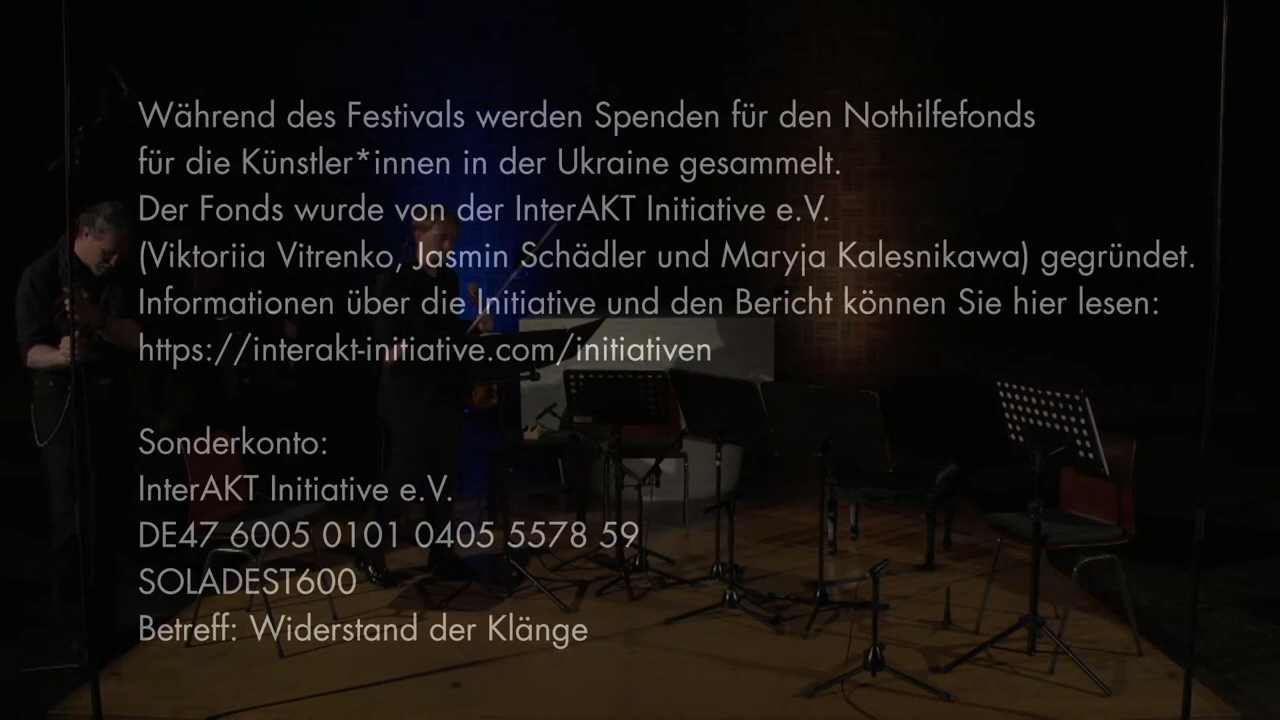 Während des Festivals werden Spenden für den Nothilfefonds
für die Künstler*innen in der Ukraine gesammelt.
Der Fonds wurde von der InterAKT Initiative e.V.
(Viktoriia Vitrenko, Jasmin Schädler und Maryja Kalesnikawa) gegründet.
Informationen über die Initiative und den Bericht können Sie hier lesen:
https://interakt-initiative.com/initiativen
Sonderkonto:
InterAKT Initiative e.V.
DE47 6005 0101 0405 5578 59
SOLADEST600
Betreff: Widerstand der Klänge